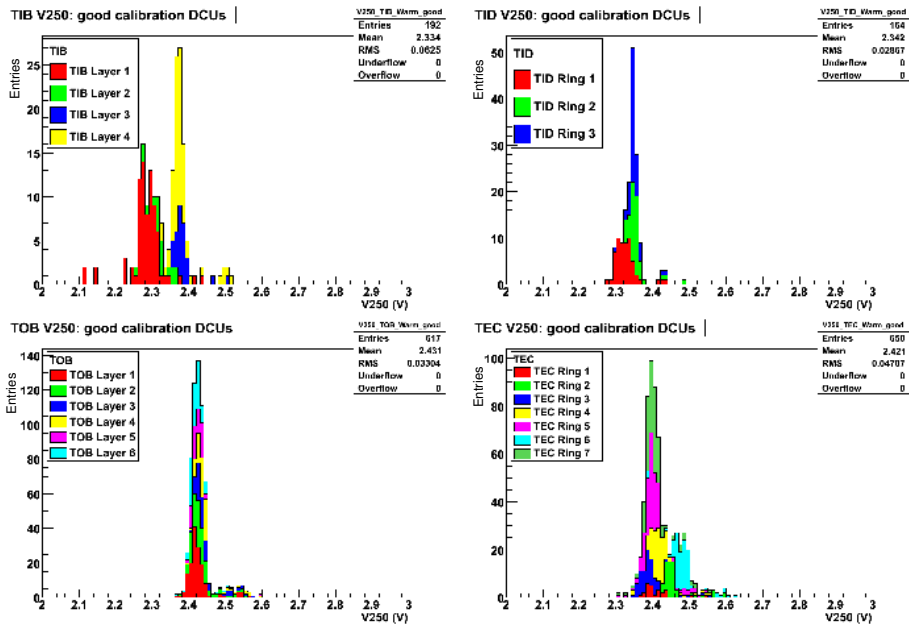 TIB V250: good calibration DCUs
V250_TIB_Warm_good
Entries 192
Mean 2.334
RMS 0.0625
Underflow 0
Overflow 0
Entries
TIB
TIB Layer 1
TIB Layer 2
TIB Layer 3
TIB Layer 4
25
20
15
10
5
0
2 2.1 2.2 2.3 2.4 2.5 2.6 2.7 2.8 2.9 3
V250 (V)
TID V250: good calibration DCUs
V250_TID_Warm_good
Entries 164
Mean 2.342
RMS 0.02867
Underflow 0
Overflow 0
Entries
TID
TID Ring 1
TID Ring 2
TID Ring 3
50
40
30
20
10
0
2 2.1 2.2 2.3 2.4 2.5 2.6 2.7 2.8 2.9 3
V250 (V)
TOB V250: good calibration DCUs
V250_TOB_Warm_good
Entries 617
Mean 2.431
RMS 0.03304
Underflow 0
Overflow 0
Entries
TOB
TOB Layer 1
TOB Layer 2
TOB Layer 3
TOB Layer 4
TOB Layer 5
TOB Layer 6
140
120
100
80
60
40
20
0
2 2.1 2.2 2.3 2.4 2.5 2.6 2.7 2.8 2.9 3
V250 (V)
TEC V250: good calibration DCUs
V250_TEC_Warm_good
Entries 650
Mean 2.421
RMS 0.04707
Underflow 0
Overflow 0
Entries
TEC
TEC Ring 1
TEC Ring 2
TEC Ring 3
TEC Ring 4
TEC Ring 5
TEC Ring 6
TEC Ring 7
100
80
60
40
20
0
2 2.1 2.2 2.3 2.4 2.5 2.6 2.7 2.8 2.9 3
V250 (V)